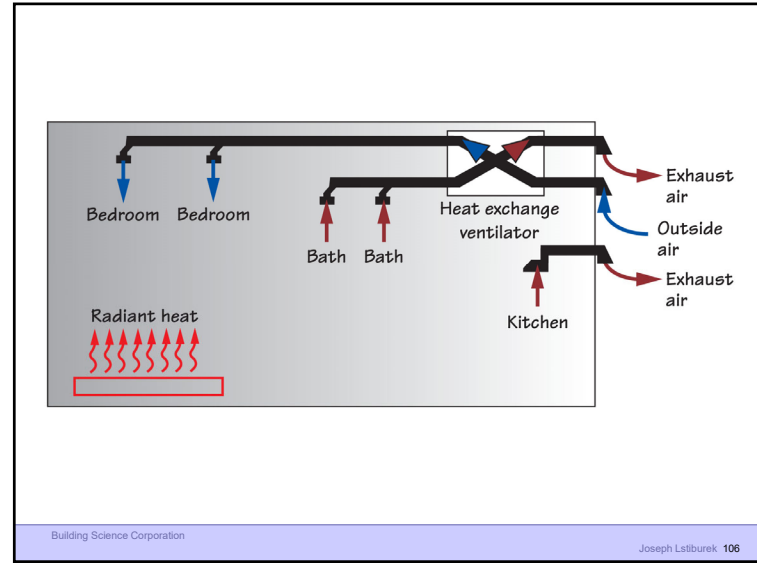 Exhaust
air
Bedroom Bedroom
Heat exchange
ventilator
Outside
air
Bath Bath
Exhaust
air
Kitchen
Radiant heat
Building Science Corporation
Joseph Lstiburek 106